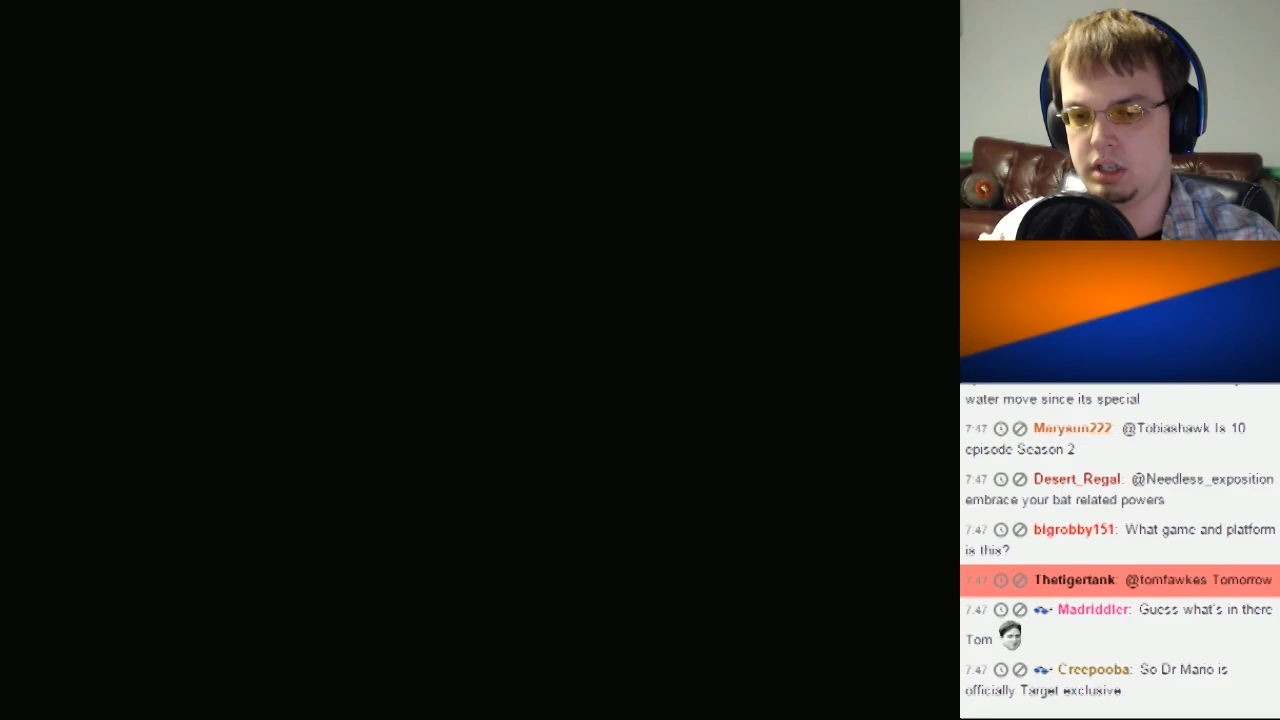 water move since its special
7:47 Marysun222: @Tobiashawk Is 10
episode Season 2
7:47 Desert_Regal: @Needless_exposition
embrace your bat related powers
7:47 bigrobby151: What game and platform
is this?
7:47 Thetigertank: @tomfawkes Tomorrow
7:47 Madriddler: Guess what's in there
Tom
7:47 Creepooba: So Dr Mario is
officially Target exclusive